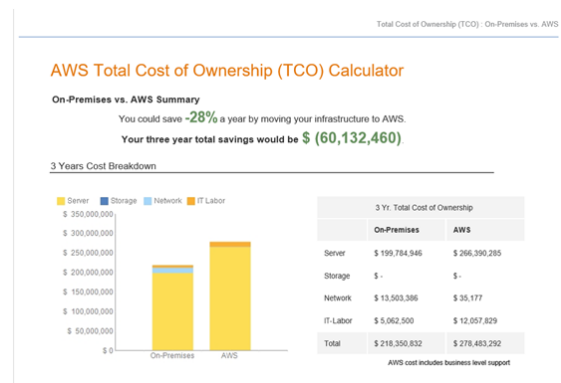 Total Cost of Ownership (TCO) : On-Premises vs. AWS
AWS Total Cost of Ownership (TCO) Calculator
On-Premises vs. AWS Summary
You could save -28% a year by moving your infrastructure to AWS.
Your three year total savings would be $ (60,132,460).
3 Years Cost Breakdown
Server Storage Network IT Labor
$ 350,000,000
$ 300,000,000
$ 250,000,000
$ 200,000,000
$ 150,000,000
$ 100,000,000
$ 50,000,000
$ 0
On-Premises AWS
3 Yr. Total Cost of Ownership
On-Premises AWS
Server $ 199,784,946 $ 266,390,285
Storage $ - $ -
Network $ 13,503,386 $ 35,177
IT-Labor $ 5,062,500 $ 12,057,829
Total $ 218,350,832 $ 278,483,292
AWS cost includes business level support